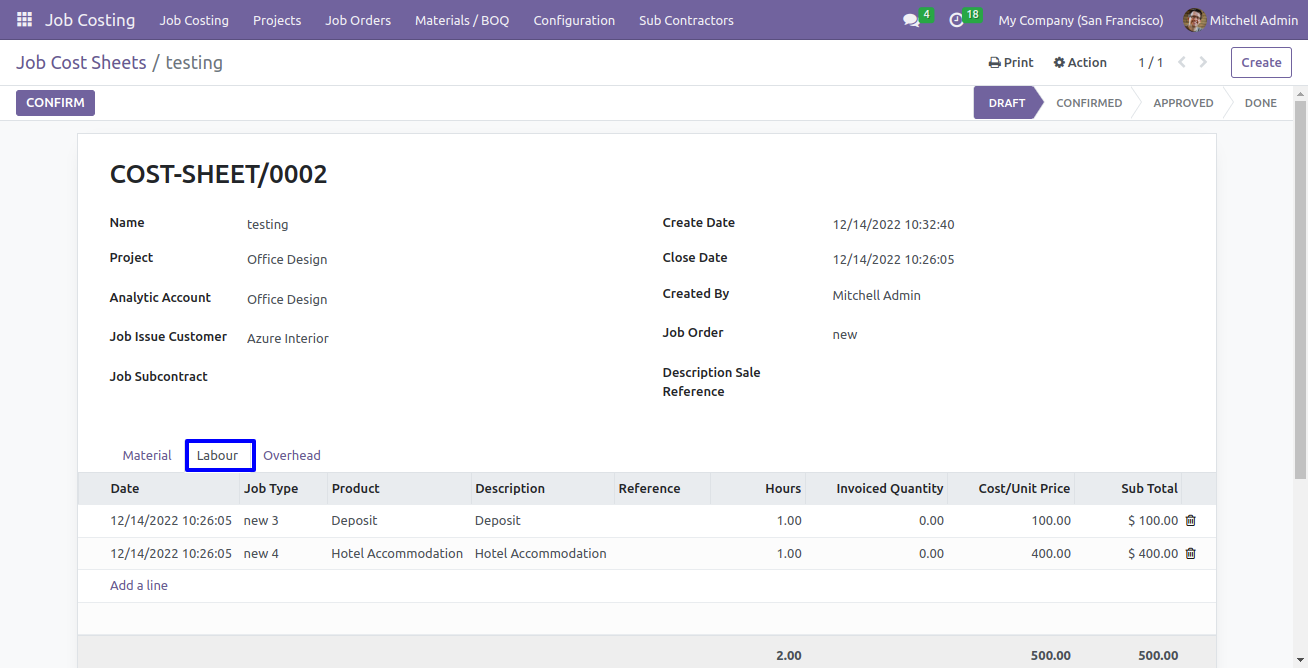 Job Costing Job Costing Projects Job Orders Materials / BOQ Configuration Sub Contractors 4 18 My Company (San Francisco) Mitchell Admin
Job Cost Sheets / testing Print Action 1 / 1 Create
CONFIRM DRAFT CONFIRMED APPROVED DONE
COST-SHEET/0002
Name testing Create Date 12/14/2022 10:32:40
Project Office Design Close Date 12/14/2022 10:26:05
Analytic Account Office Design Created By Mitchell Admin
Job Issue Customer Azure Interior Job Order new
Job Subcontract Description Sale
Reference
Material Labour Overhead
Date Job Type Product Description Reference Hours Invoiced Quantity Cost/Unit Price Sub Total
12/14/2022 10:26:05 new 3 Deposit Deposit 1.00 0.00 100.00 $ 100.00
12/14/2022 10:26:05 new 4 Hotel Accommodation Hotel Accommodation 1.00 0.00 400.00 $ 400.00
Add a line
2.00 500.00 500.00